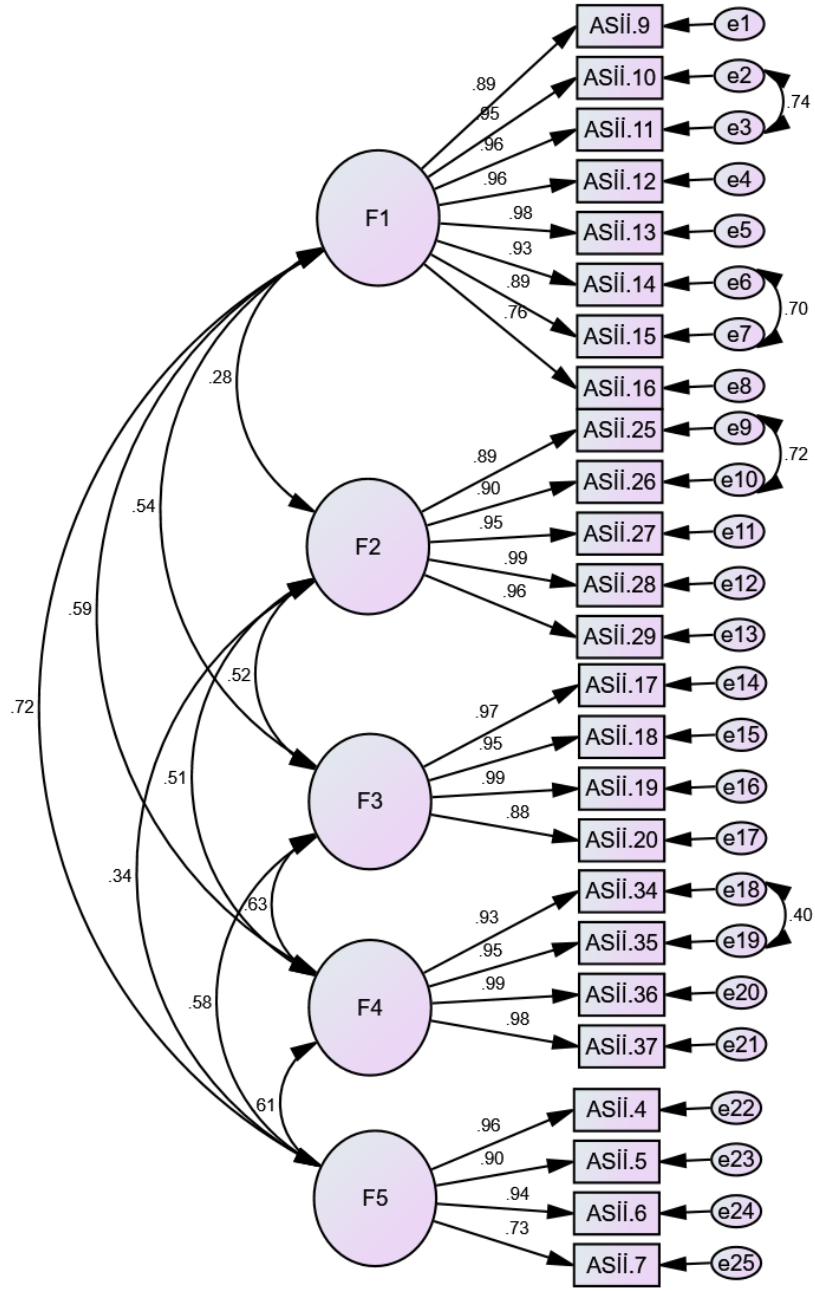 ASİİ.9 e1
.89
ASİİ.10 e2
.95
.74
ASİİ.11 e3
.96
ASİİ.12 e4
.96
F1
ASİİ.13 e5
.98
ASİİ.14 e6
.93
.70
ASİİ.15 e7
.89
ASİİ.16 e8
.76
.28
ASİİ.25 e9
.89
.72
ASİİ.26 e10
.90
.54
ASİİ.27 e11
.95
F2
ASİİ.28 e12
.99
ASİİ.29 e13
.96
.59
.52
ASİİ.17 e14
.97
.72
ASİİ.18 e15
.95
.51
ASİİ.19 e16
.99
F3
ASİİ.20 e17
.88
.34
ASİİ.34 e18
.93
.63
.40
ASİİ.35 e19
.95
ASİİ.36 e20
.99
.58
F4
ASİİ.37 e21
.98
61
ASİİ.4 e22
.96
ASİİ.5 e23
.90
F5
ASİİ.6 e24
.94
ASİİ.7 e25
.73